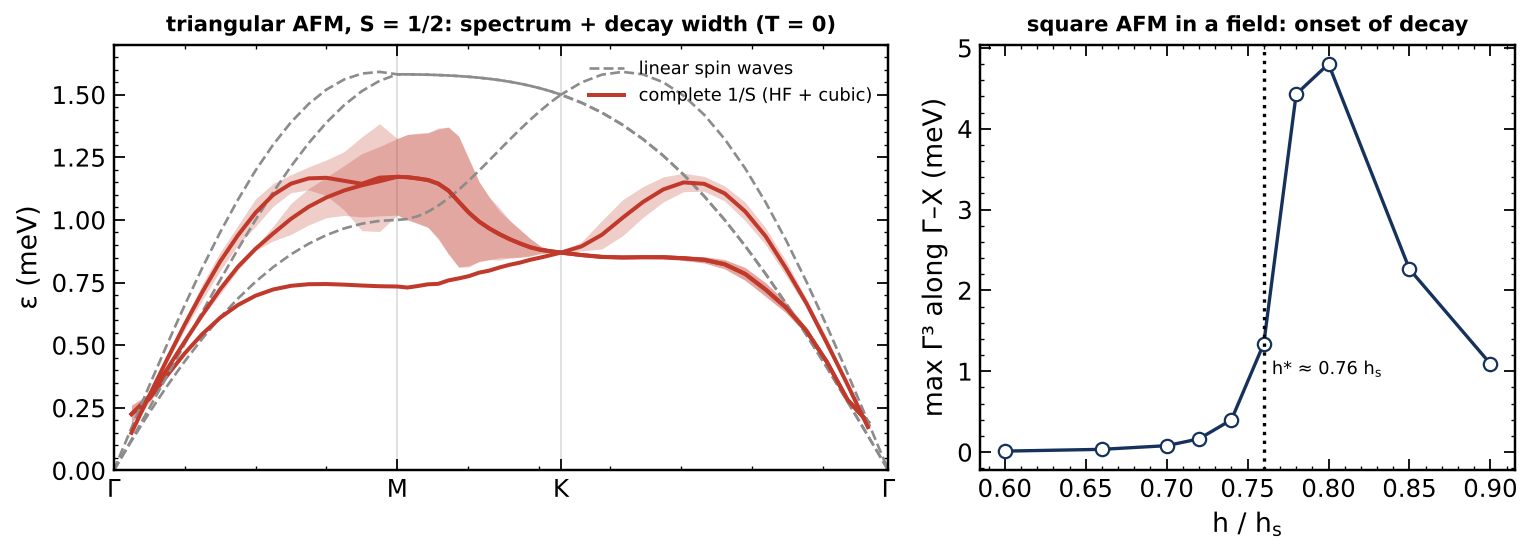 triangular AFM, S = 1/2: spectrum + decay width (T = 0)
linear spin waves
complete 1/S (HF + cubic)
ε (meV)
1.50
1.25
1.00
0.75
0.50
0.25
0.00
Γ
M
K
Γ
square AFM in a field: onset of decay
max Γ³ along Γ–X (meV)
5
4
3
2
1
0
h* ≈ 0.76 hₛ
0.60
0.65
0.70
0.75
0.80
0.85
0.90
h / hₛ